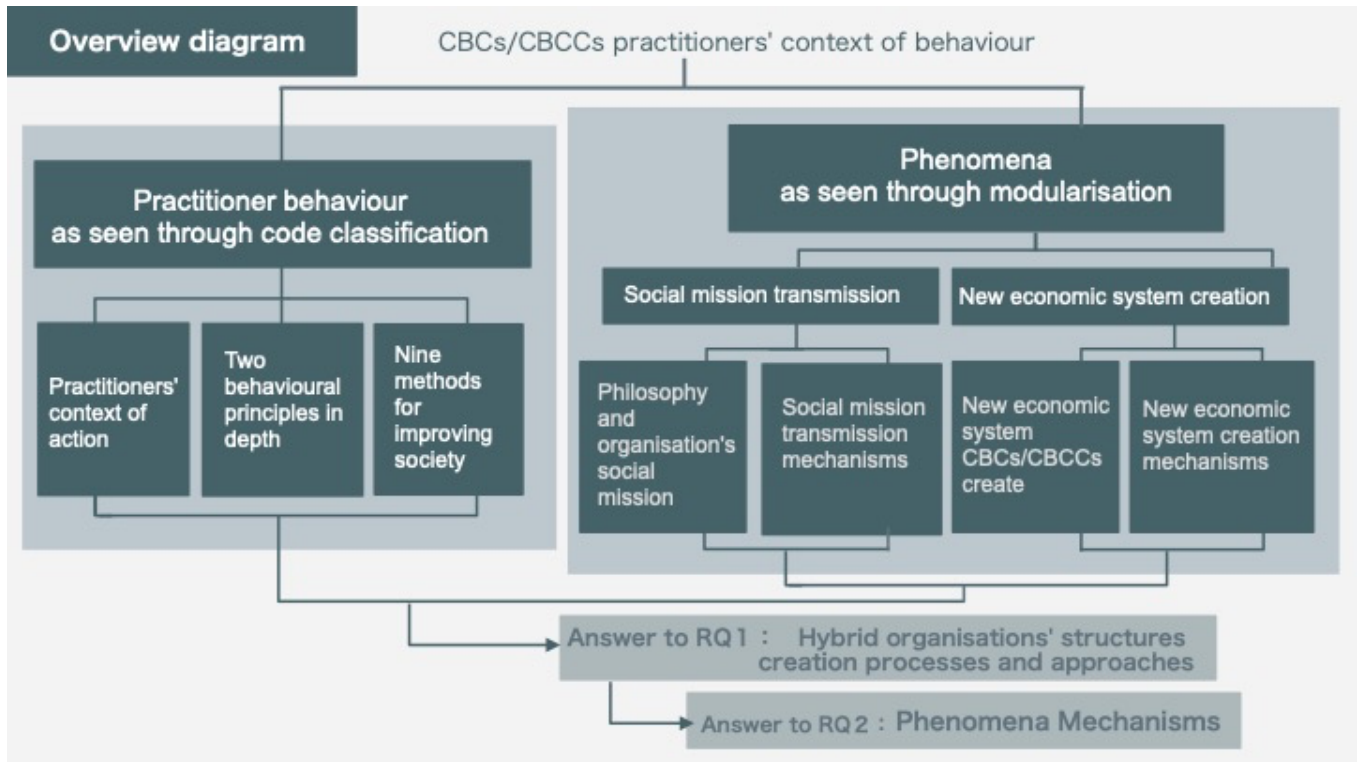 Overview diagram
CBCs/CBCCs practitioners' context of behaviour
Practitioner behaviour
as seen through code classification
Phenomena
as seen through modularisation
Social mission transmission
New economic system creation
Practitioners'
context of
action
Two
behavioural
principles in
depth
Nine
methods
for
improving
society
Philosophy
and
organisation's
social
mission
Social mission
transmission
mechanisms
New economic
system
CBCs/CBCCs
create
New economic
system creation
mechanisms
Answer to RQ1： Hybrid organisations' structures
creation processes and approaches
Answer to RQ2：Phenomena Mechanisms